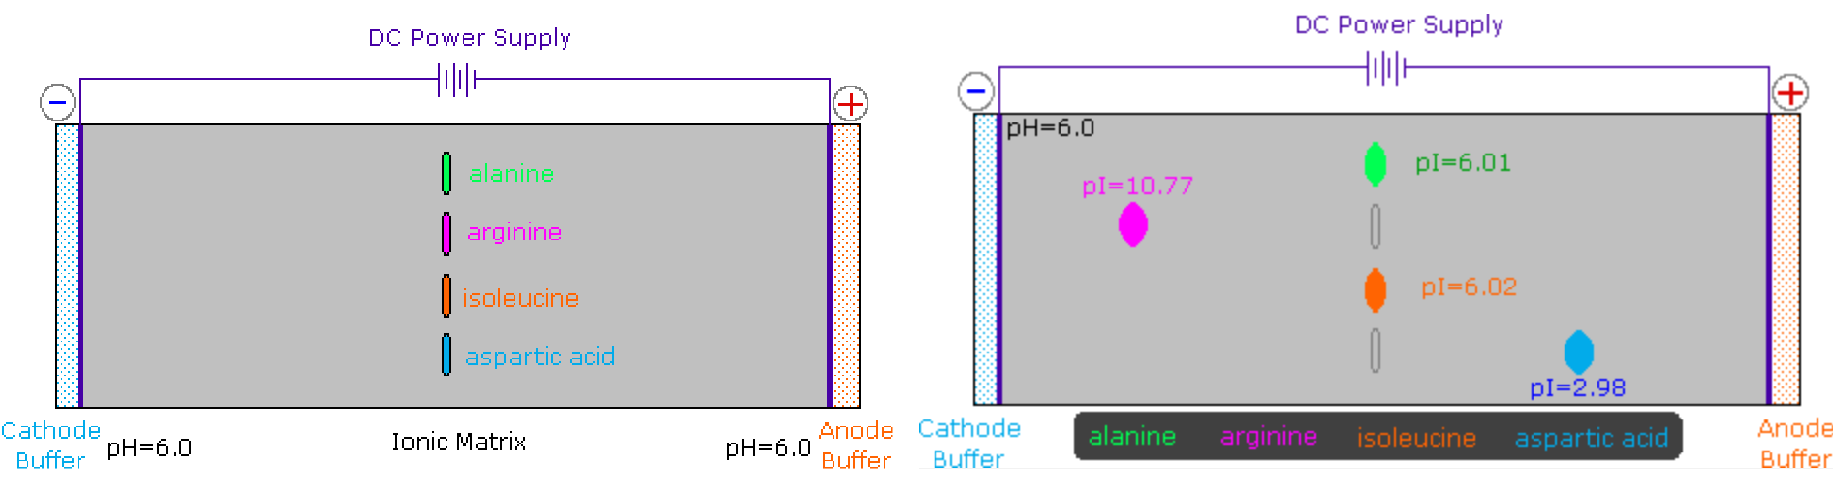 DC Power Supply
−
+
alanine
arginine
isoleucine
aspartic acid
Cathode
Buffer
pH=6.0
Ionic Matrix
pH=6.0
Anode
Buffer
DC Power Supply
−
+
pH=6.0
pI=6.01
pI=10.77
pI=6.02
pI=2.98
Cathode
Buffer
alanine arginine isoleucine aspartic acid
Anode
Buffer